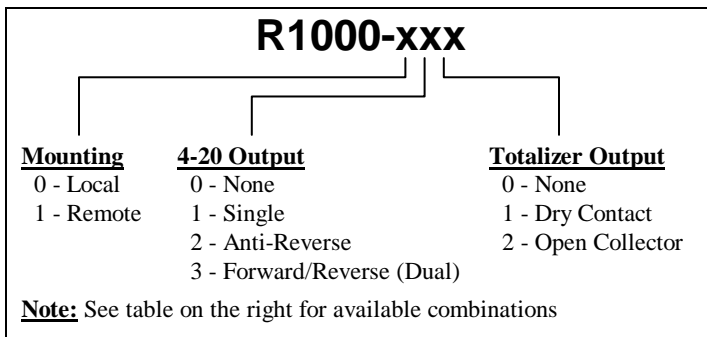 R1000-xxx
Mounting
0 - Local
1 - Remote
4-20 Output
0 - None
1 - Single
2 - Anti-Reverse
3 - Forward/Reverse (Dual)
Totalizer Output
0 - None
1 - Dry Contact
2 - Open Collector
Note: See table on the right for available combinations